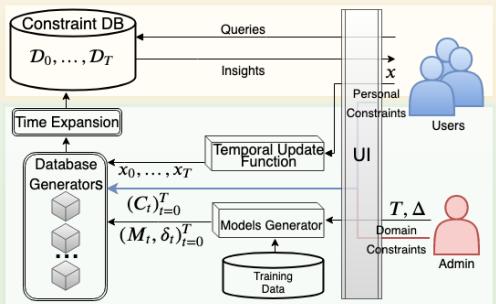 Constraint DB
𝒟₀, …, 𝒟_T
Queries
Insights
x
Personal
Constraints
Users
Time Expansion
Temporal Update
Function
UI
Database
Generators
x₀, …, x_T
(C_t)ᵀ_{t=0}
(M_t, δ_t)ᵀ_{t=0}
...
Models Generator
T, Δ
Domain
Constraints
Admin
Training
Data